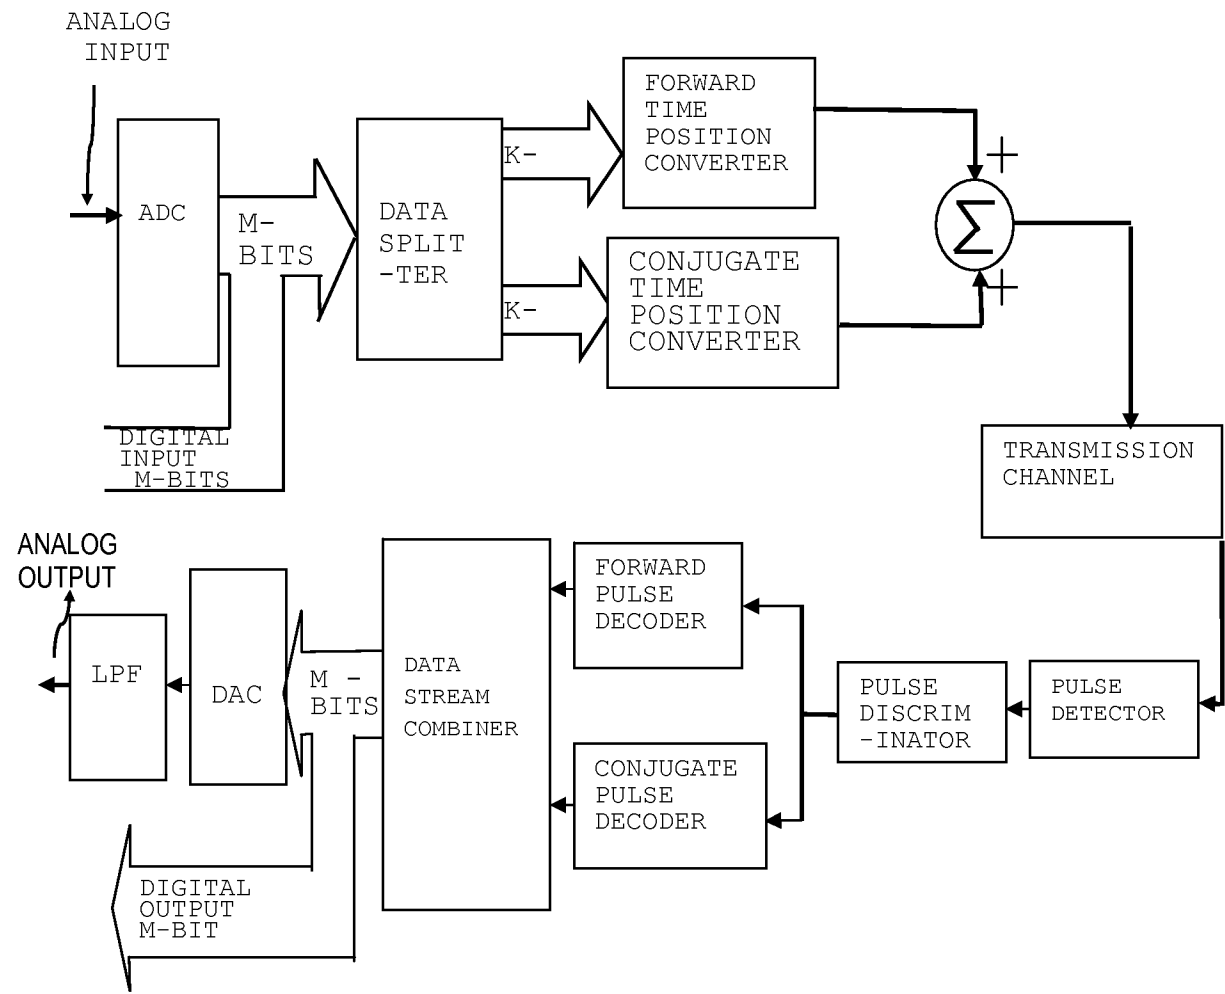 ANALOG
INPUT
ADC
M-
BITS
DIGITAL
INPUT
M-BITS
DATA
SPLIT
-TER
K-
K-
FORWARD
TIME
POSITION
CONVERTER
CONJUGATE
TIME
POSITION
CONVERTER
+
Σ
+
TRANSMISSION
CHANNEL
ANALOG
OUTPUT
LPF
DAC
M -
BITS
DATA
STREAM
COMBINER
FORWARD
PULSE
DECODER
CONJUGATE
PULSE
DECODER
PULSE
DISCRIM
-INATOR
PULSE
DETECTOR
DIGITAL
OUTPUT
M-BIT